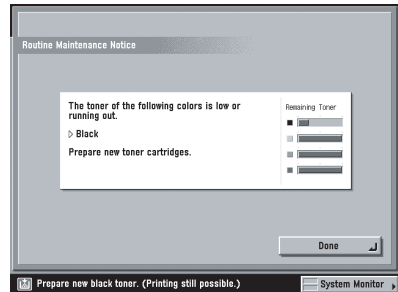 Routine Maintenance Notice
The toner of the following colors is low or
running out.
Black
Prepare new toner cartridges.
Remaining Toner
Done
Prepare new black toner. (Printing still possible.)
System Monitor